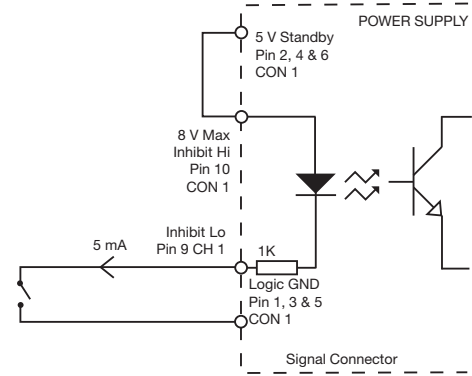 POWER SUPPLY
5 V Standby
Pin 2, 4 & 6
CON 1
8 V Max
Inhibit Hi
Pin 10
CON 1
Inhibit Lo
Pin 9 CH 1
5 mA
1K
Logic GND
Pin 1, 3 & 5
CON 1
Signal Connector